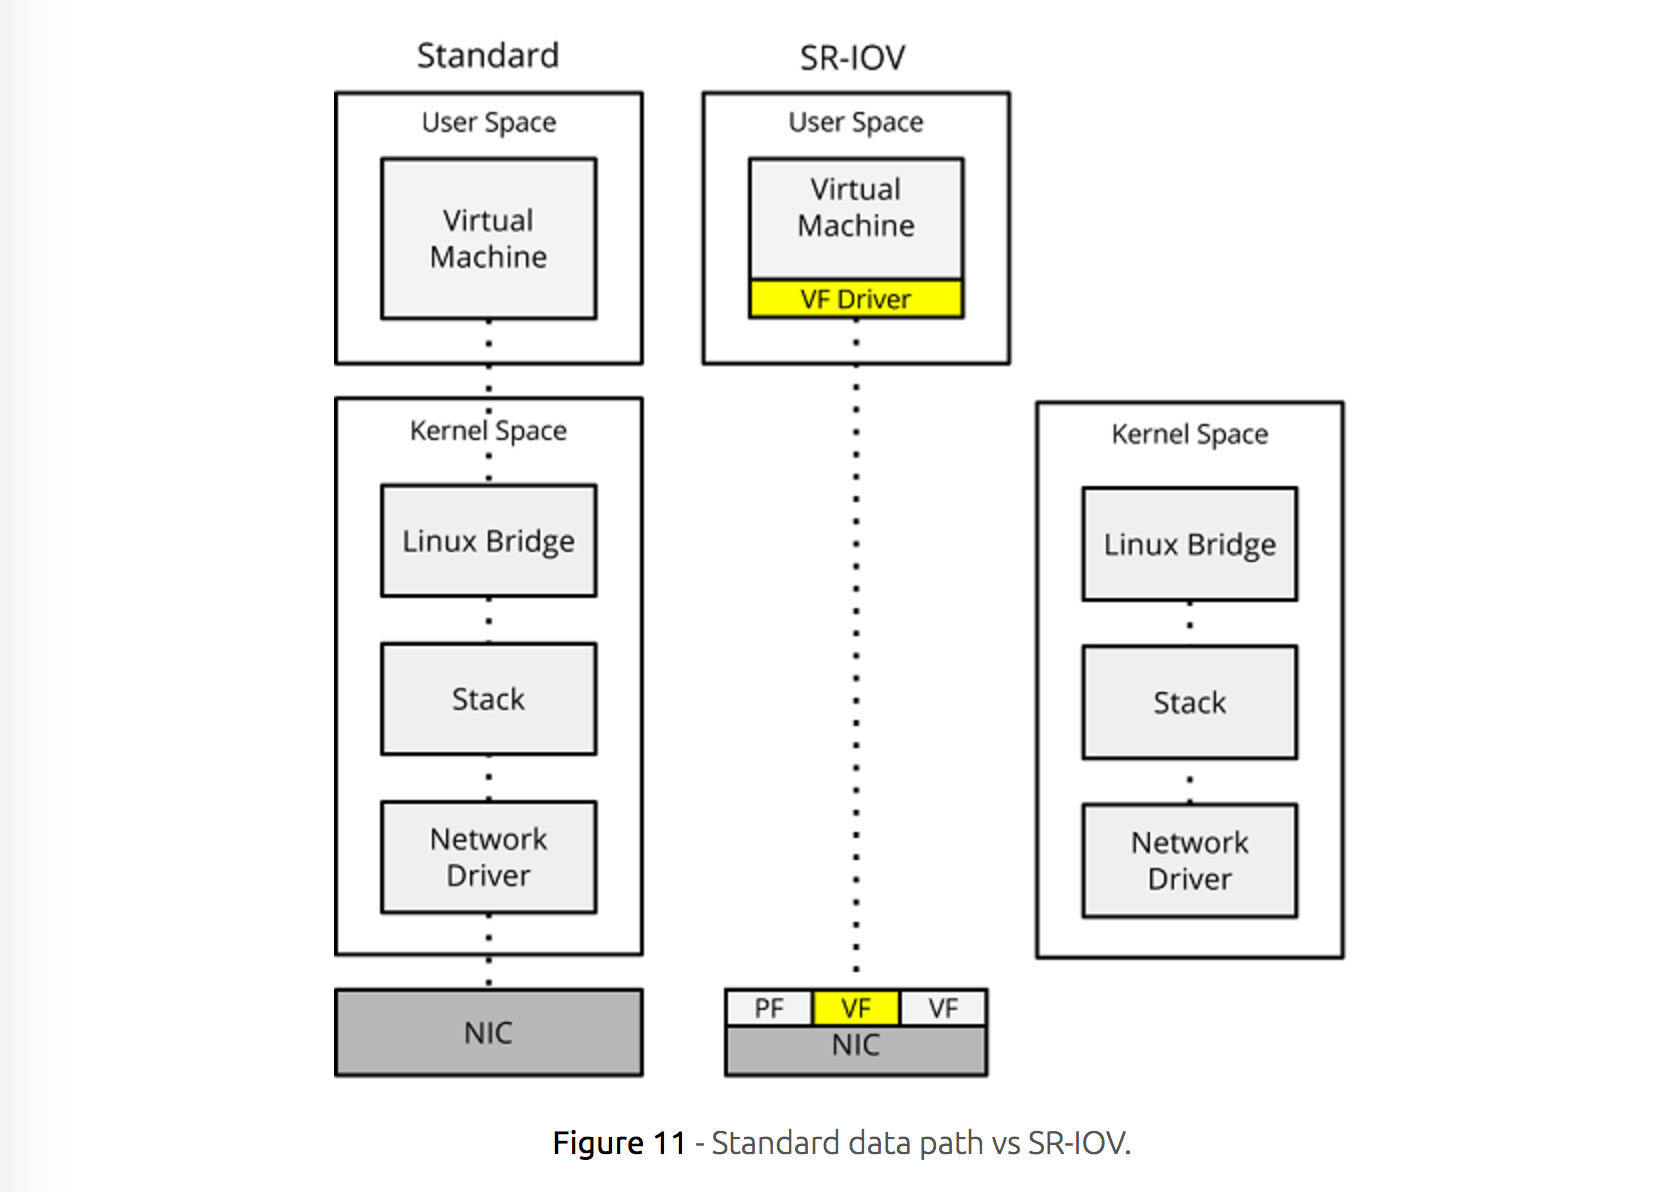 Standard
User Space
Virtual
Machine
Kernel Space
Linux Bridge
Stack
Network
Driver
NIC
SR-IOV
User Space
Virtual
Machine
VF Driver
PF VF VF
NIC
Kernel Space
Linux Bridge
Stack
Network
Driver
Figure 11 - Standard data path vs SR-IOV.